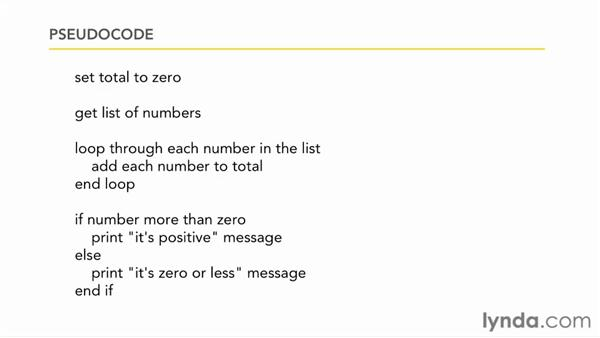 PSEUDOCODE
set total to zero
get list of numbers
loop through each number in the list
add each number to total
end loop
if number more than zero
print "it's positive" message
else
print "it's zero or less" message
end if
lynda.com